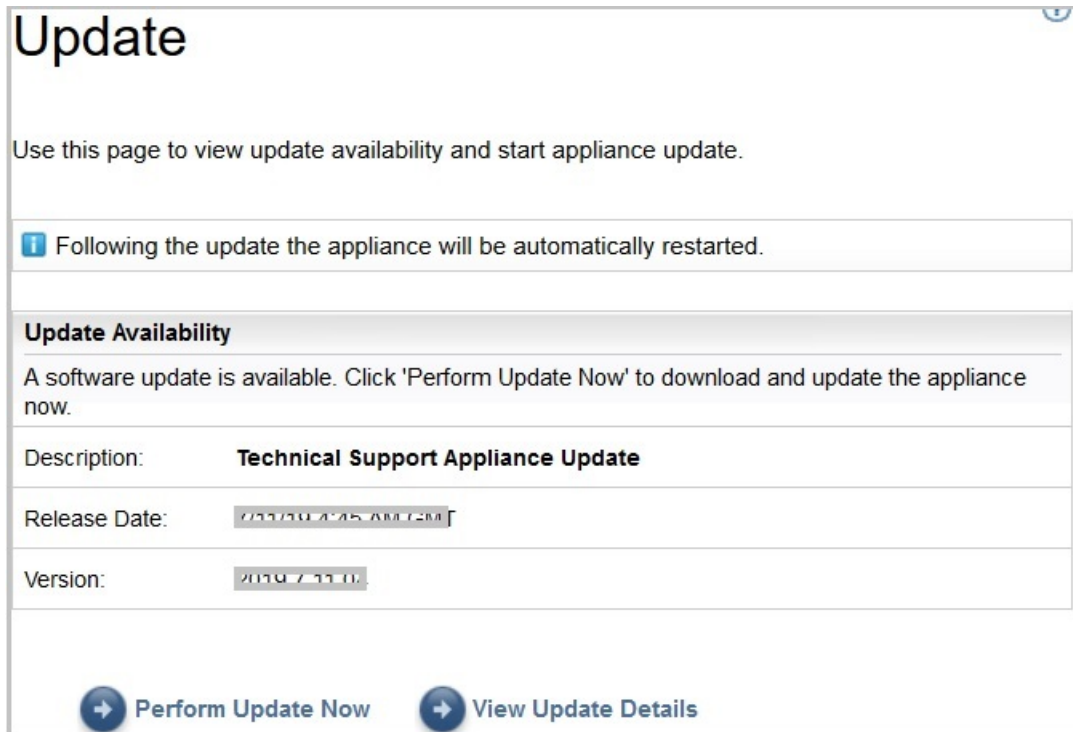 Update
Use this page to view update availability and start appliance update.
Following the update the appliance will be automatically restarted.
Update Availability
A software update is available. Click 'Perform Update Now' to download and update the appliance
now.
Description: Technical Support Appliance Update
Release Date:
Version:
Perform Update Now View Update Details